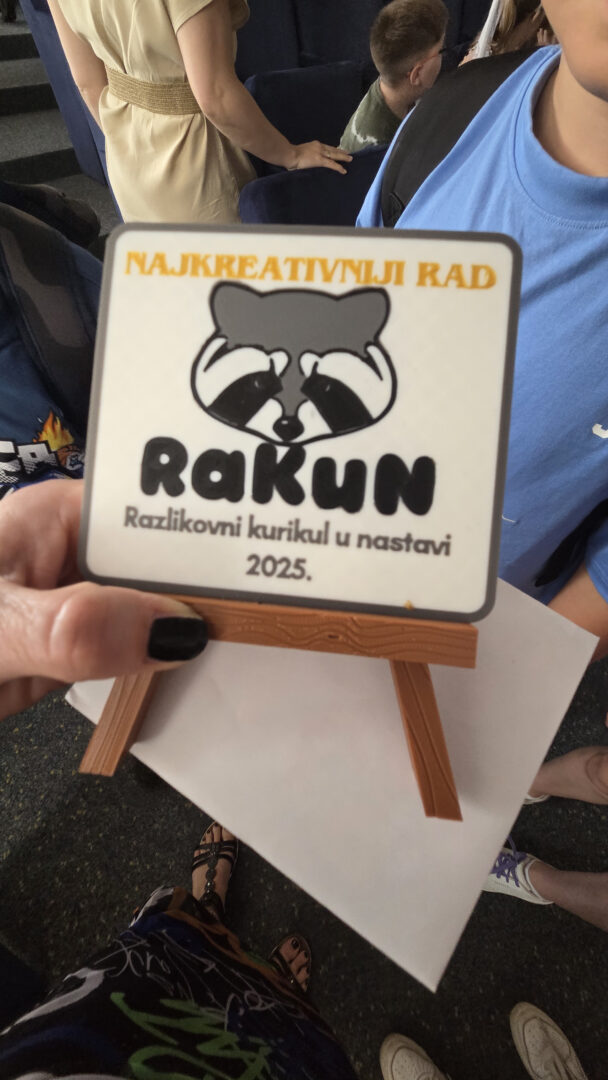 NAJKREATIVNIJI RAD
RaKuN
Razlikovni kurikul u nastavi
2025.